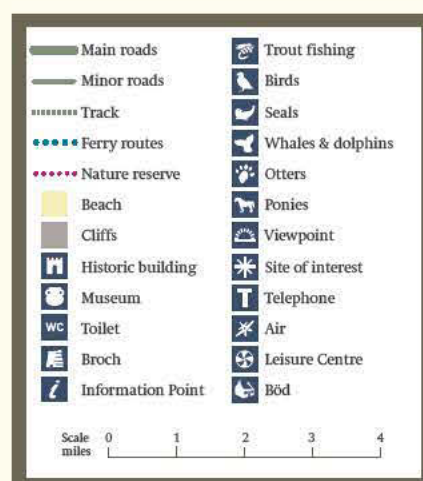 Main roads
Minor roads
Track
Ferry routes
Nature reserve
Beach
Cliffs
Historic building
Museum
WC Toilet
Broch
i Information Point
Trout fishing
Birds
Seals
Whales & dolphins
Otters
Ponies
Viewpoint
Site of interest
T Telephone
Air
Leisure Centre
Böd
Scale miles 0 1 2 3 4